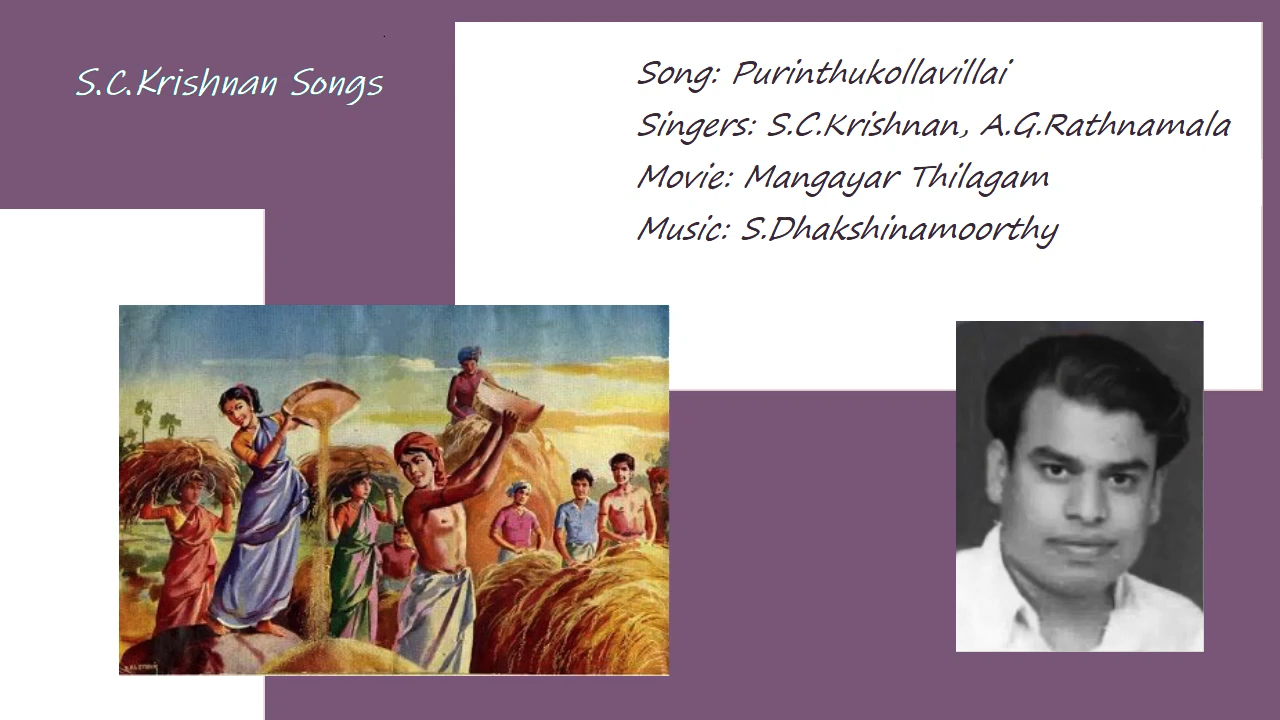 S.C.Krishnan Songs
Song: Purinthukollavillai
Singers: S.C.Krishnan, A.G.Rathnamala
Movie: Mangayar Thilagam
Music: S.Dhakshinamoorthy